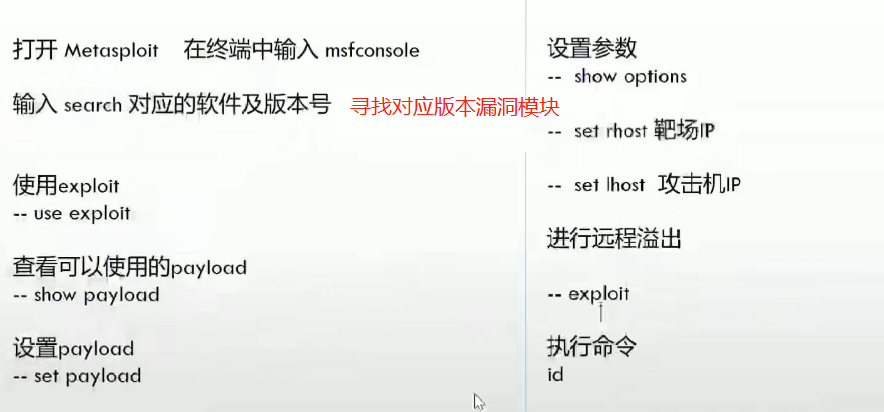 打开 Metasploit 在终端中输入 msfconsole
输入 search 对应的软件及版本号 寻找对应版本漏洞模块
使用exploit
-- use exploit
查看可以使用的payload
-- show payload
设置payload
-- set payload
设置参数
-- show options
-- set rhost 靶场IP
-- set lhost 攻击机IP
进行远程溢出
-- exploit
执行命令
id